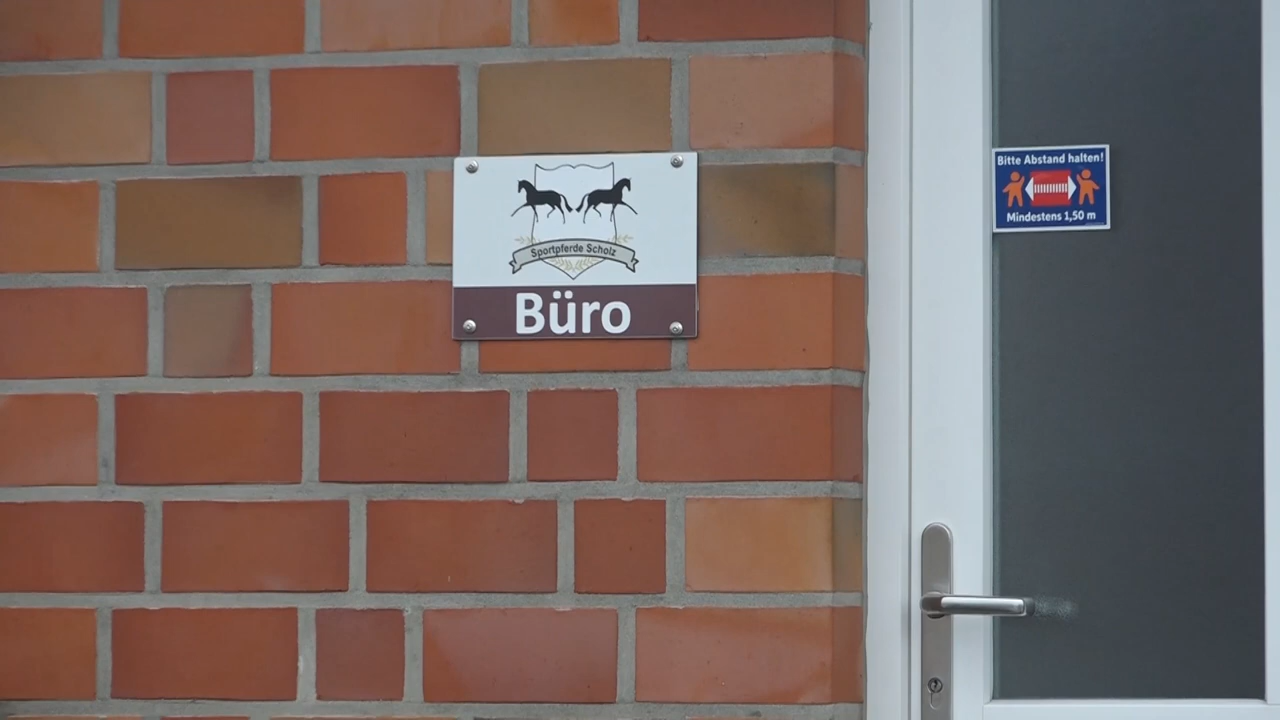 Sportpferde Scholz
Büro
Bitte Abstand halten!
Mindestens 1,50 m